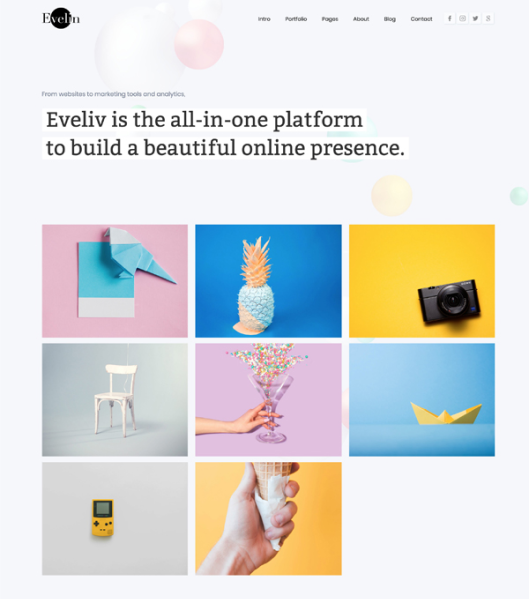 Evelin
Intro Portfolio Pages About Blog Contact
From websites to marketing tools and analytics,
Eveliv is the all-in-one platform
to build a beautiful online presence.